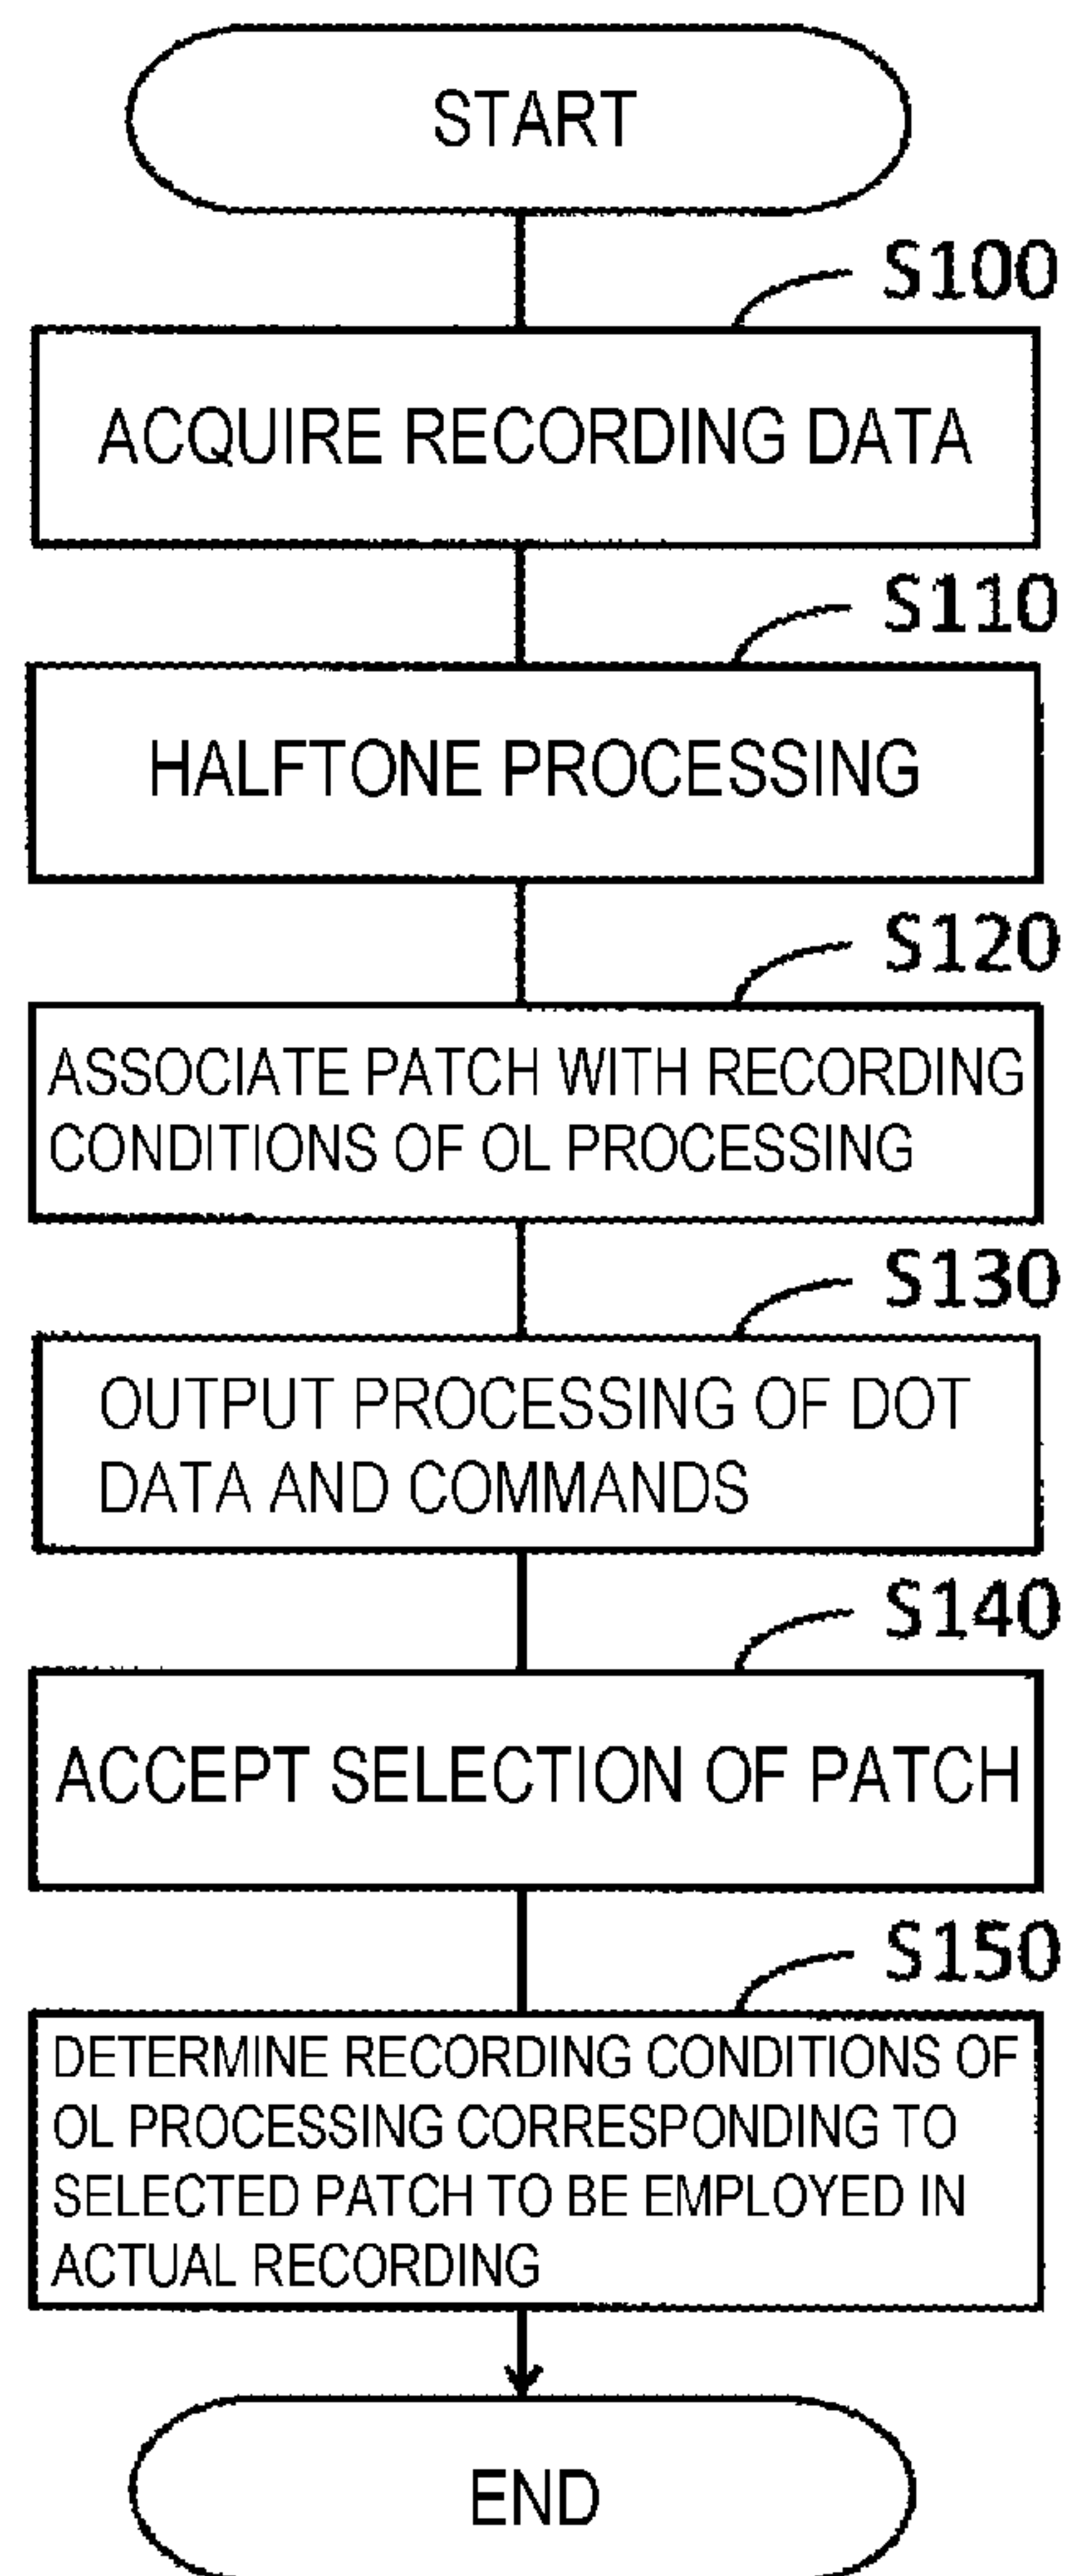 START
S100
ACQUIRE RECORDING DATA
S110
HALFTONE PROCESSING
S120
ASSOCIATE PATCH WITH RECORDING
CONDITIONS OF OL PROCESSING
S130
OUTPUT PROCESSING OF DOT
DATA AND COMMANDS
S140
ACCEPT SELECTION OF PATCH
S150
DETERMINE RECORDING CONDITIONS OF
OL PROCESSING CORRESPONDING TO
SELECTED PATCH TO BE EMPLOYED IN
ACTUAL RECORDING
END